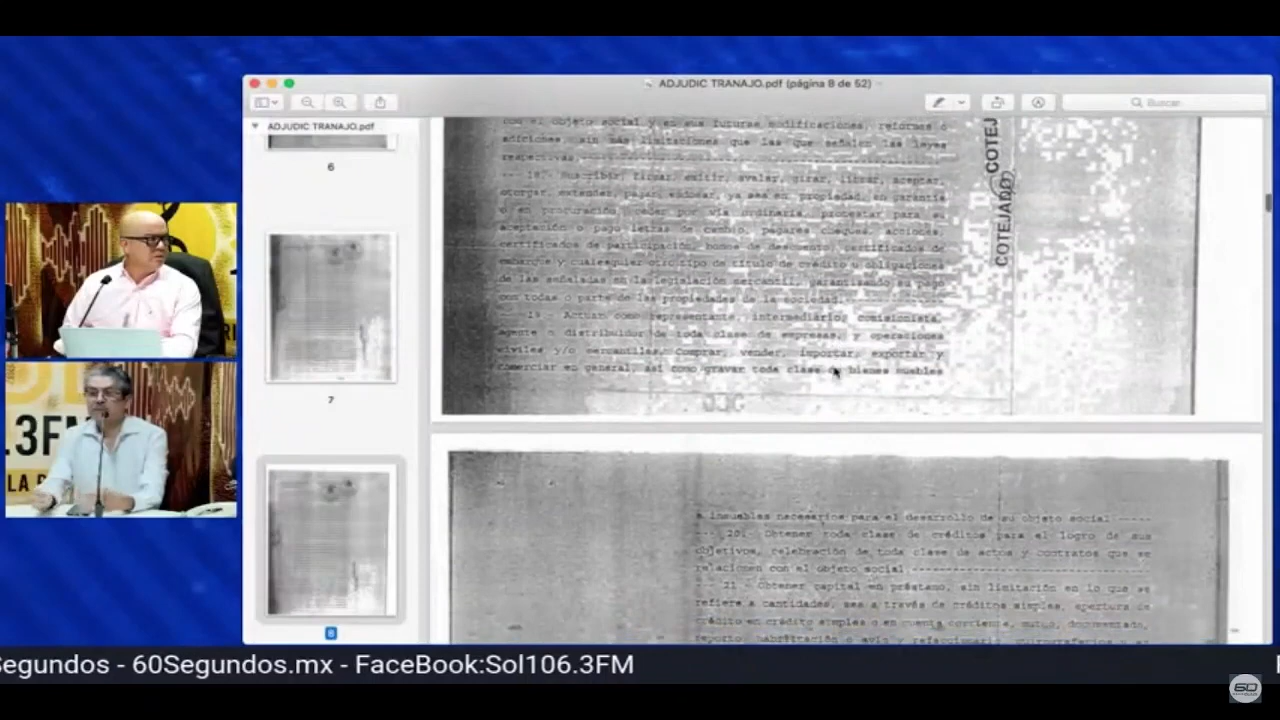 ADJUDIC TRANAJO.pdf (página 8 de 52)
Buscar
ADJUDIC TRANAJO.pdf
6
7
8
con el objeto social y en sus futuras modificaciones, reformas o
adiciones, sin más limitaciones que las que señalen las leyes
respectivas
--- 18.- Suscribir, firmar, emitir, avalar, girar, librar, aceptar,
otorgar, extender, pagar, endosar, ya sea en propiedad, en garantía
o en procuración, ceder por vía ordinaria, protestar para su
aceptación o pago letras de cambio, pagarés, cheques, acciones,
certificados de participación, bonos de descuento, certificados de
embarque y cualesquier otro tipo de título de crédito u obligaciones
de las señaladas en la legislación mercantil, garantizando su pago
con todas o parte de las propiedades de la sociedad.
--- 19.- Actuar como representante, intermediario, comisionista,
agente o distribuidor de toda clase de empresas, y operaciones
civiles y/o mercantiles. Comprar, vender, importar, exportar y
comerciar en general, así como gravar toda clase de bienes muebles
COTEJADO
COTEJ
e inmuebles necesarios para el desarrollo de su objeto social
--- 20.- Obtener toda clase de créditos para el logro de sus
objetivos, celebración de toda clase de actos y contratos que se
relacionen con el objeto social
21.- Obtener capital en préstamo, sin limitación en lo que se
refiere a cantidades, sea a través de créditos simples, apertura de
crédito en crédito simples o en cuenta corriente, mutuo, documentado,
.3FM
LA
Segundos - 60Segundos.mx - FaceBook:Sol106.3FM
60